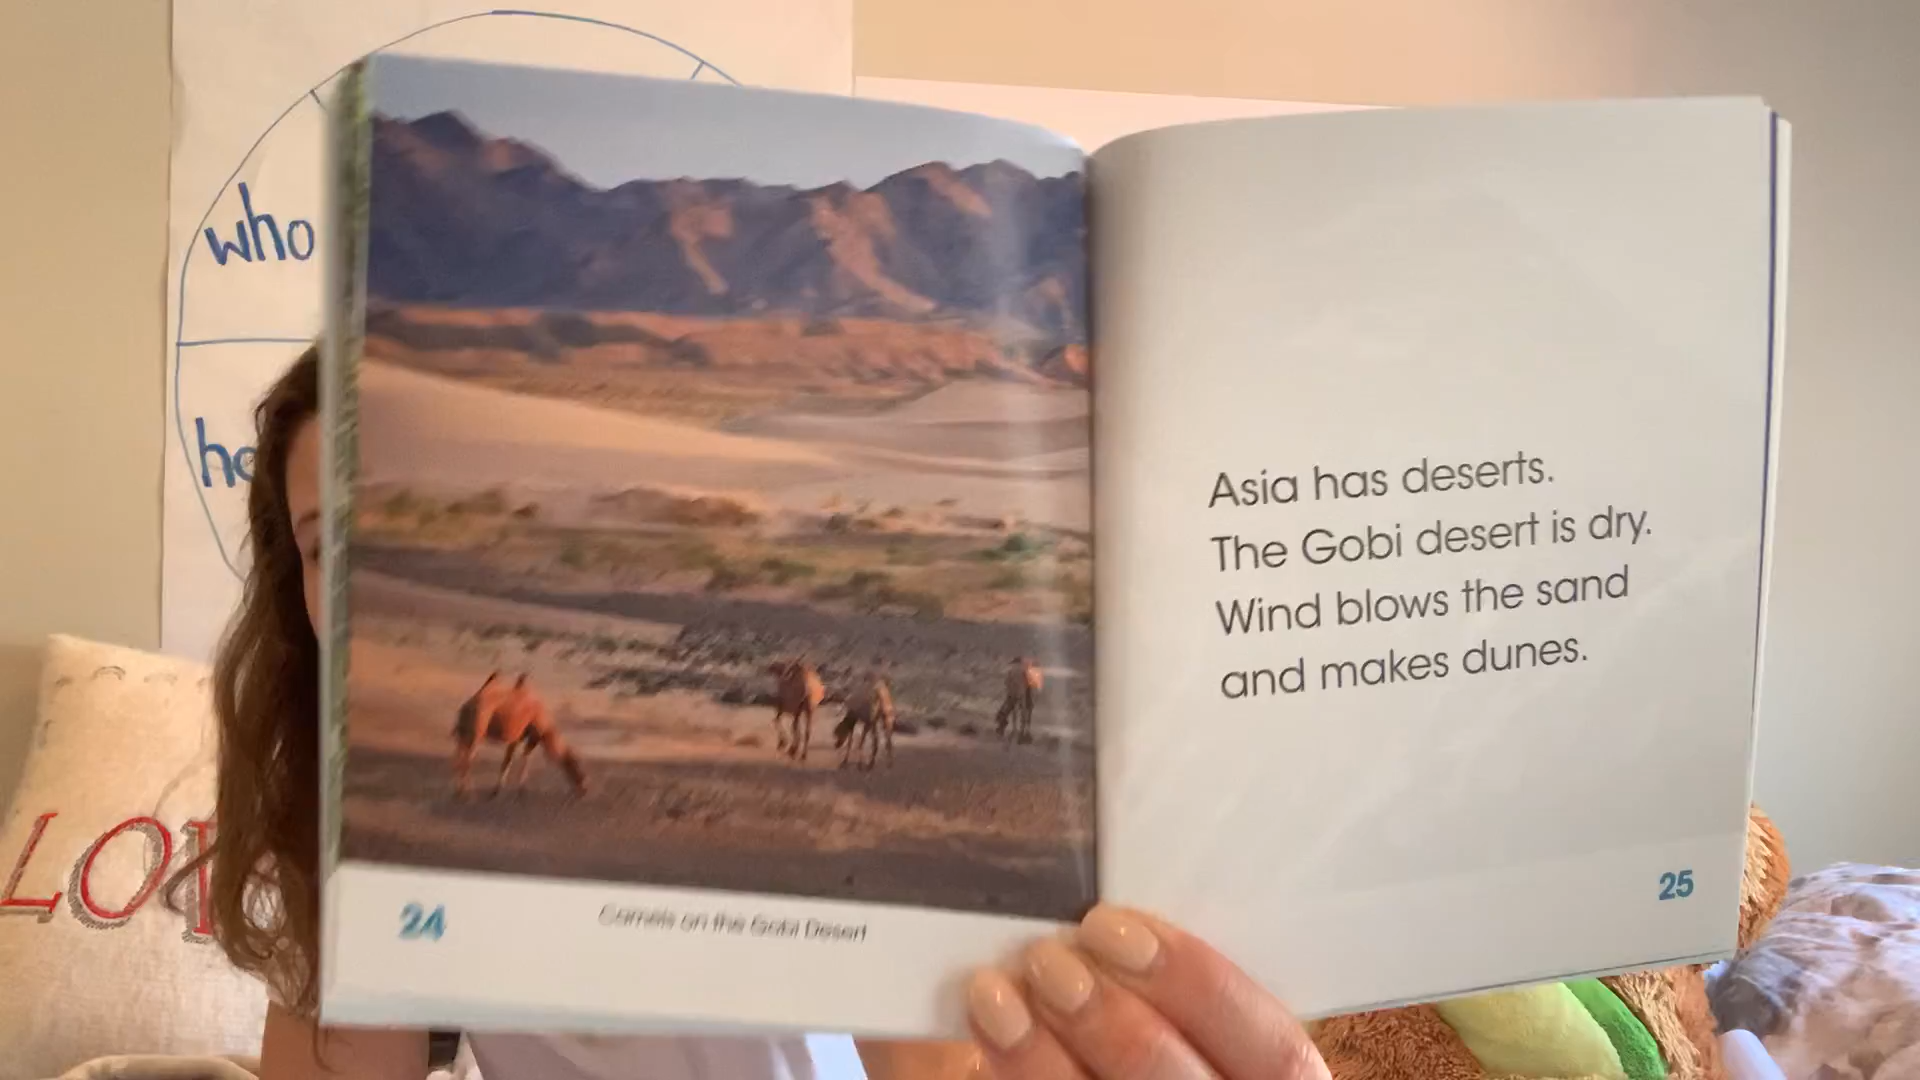 who
LO
Asia has deserts.
The Gobi desert is dry.
Wind blows the sand
and makes dunes.
24
Camels on the Gobi Desert
25